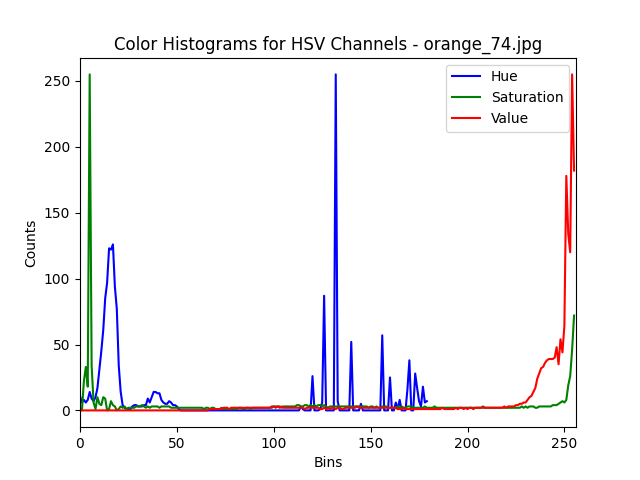 Color Histograms for HSV Channels - orange_74.jpg
Hue
Saturation
Value
Counts
250
200
150
100
50
0
0 50 100 150 200 250
Bins